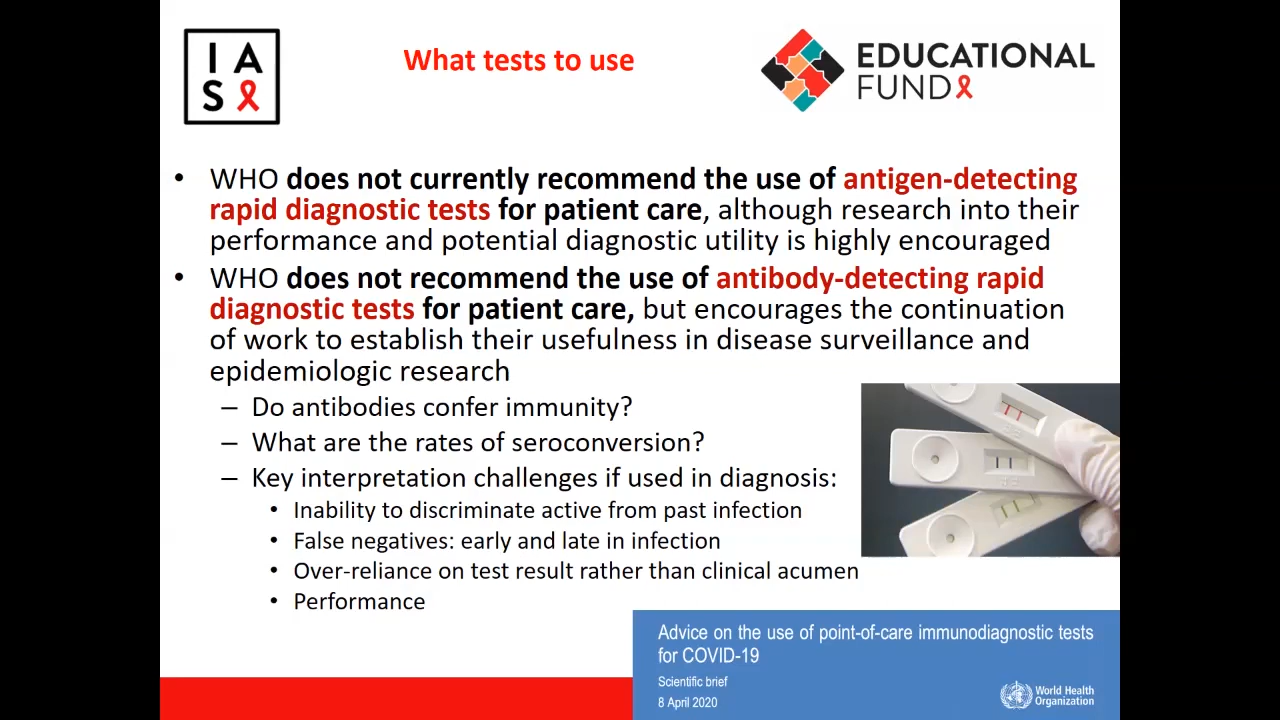 IA
S
What tests to use
EDUCATIONAL
FUND
• WHO does not currently recommend the use of antigen-detecting
rapid diagnostic tests for patient care, although research into their
performance and potential diagnostic utility is highly encouraged
• WHO does not recommend the use of antibody-detecting rapid
diagnostic tests for patient care, but encourages the continuation
of work to establish their usefulness in disease surveillance and
epidemiologic research
– Do antibodies confer immunity?
– What are the rates of seroconversion?
– Key interpretation challenges if used in diagnosis:
• Inability to discriminate active from past infection
• False negatives: early and late in infection
• Over-reliance on test result rather than clinical acumen
• Performance
Advice on the use of point-of-care immunodiagnostic tests
for COVID-19
Scientific brief
8 April 2020
World Health
Organization